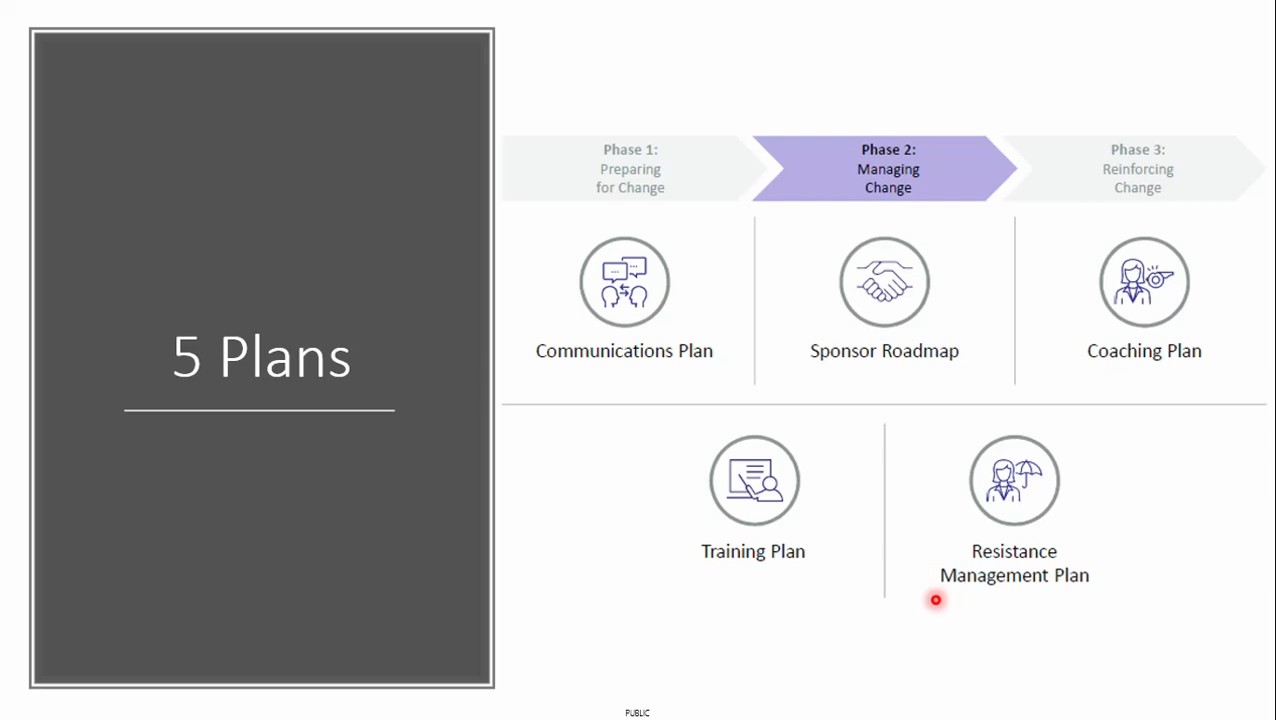 5 Plans
Phase 1:
Preparing
for Change
Phase 2:
Managing
Change
Phase 3:
Reinforcing
Change
Communications Plan
Sponsor Roadmap
Coaching Plan
Training Plan
Resistance
Management Plan
PUBLIC